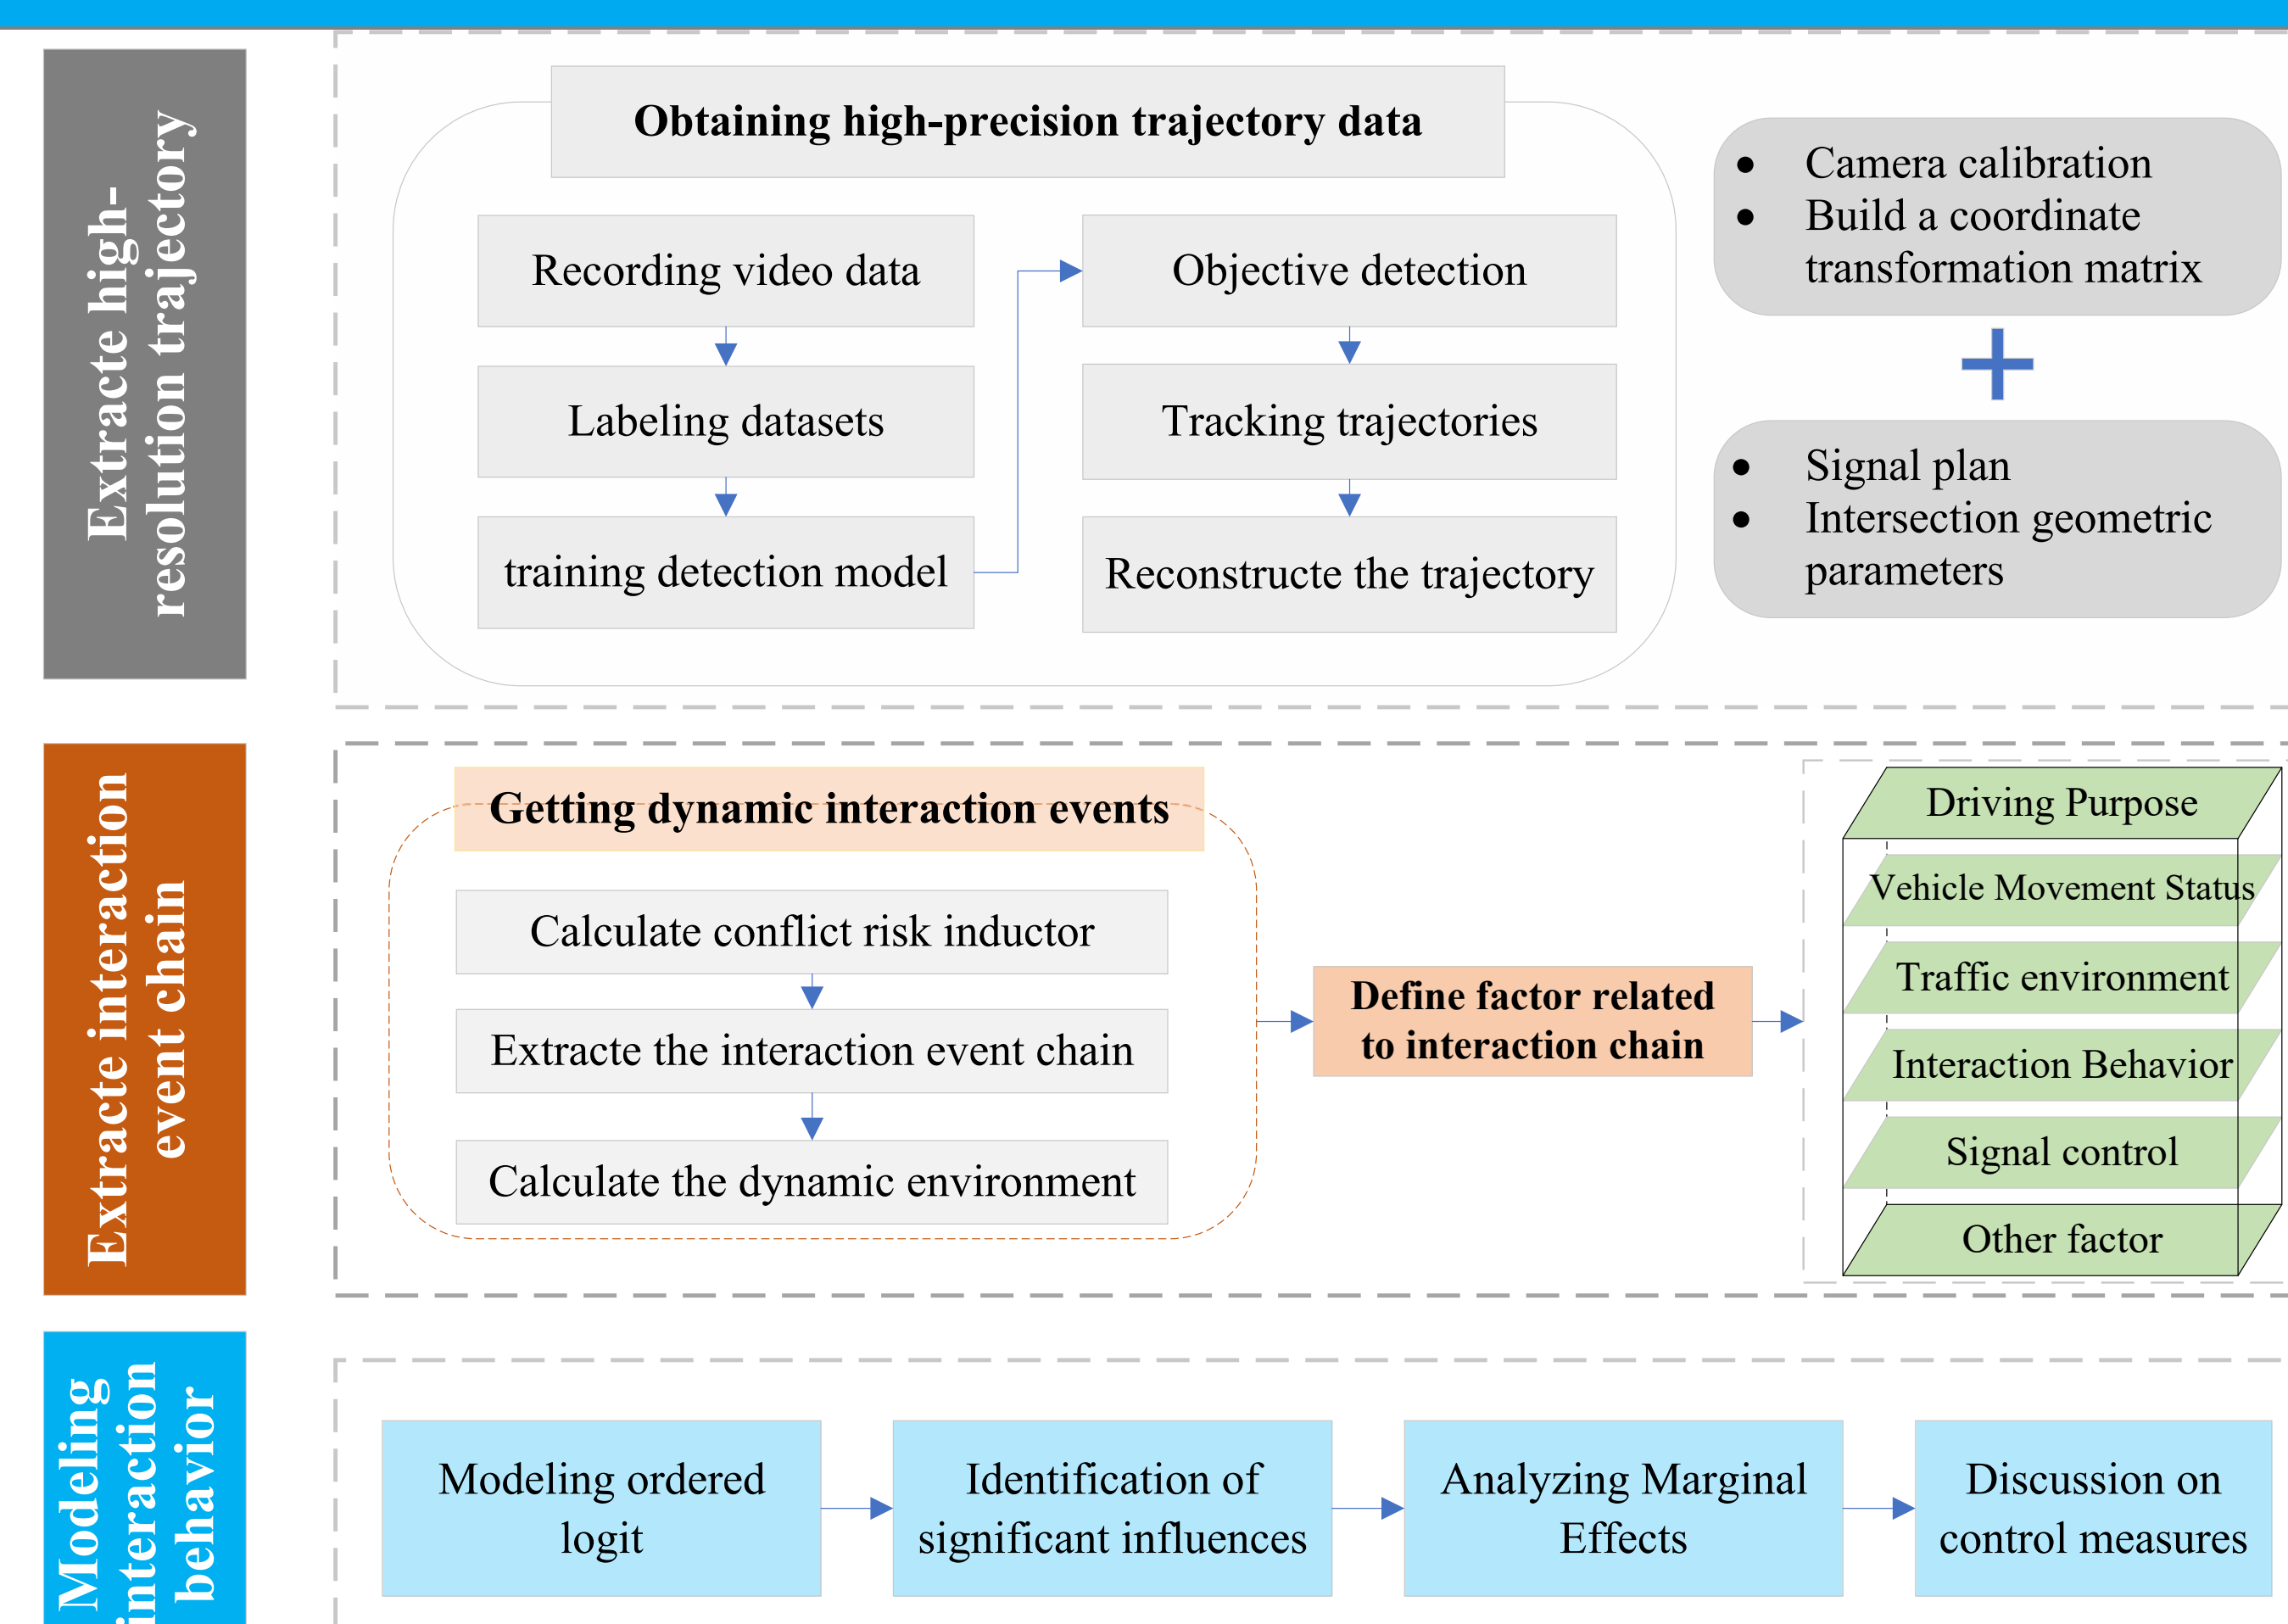 Extracte high-
resolution trajectory
Obtaining high-precision trajectory data
Recording video data
Labeling datasets
training detection model
Objective detection
Tracking trajectories
Reconstructe the trajectory
• Camera calibration
• Build a coordinate
transformation matrix
• Signal plan
• Intersection geometric
parameters
Extracte interaction
event chain
Getting dynamic interaction events
Calculate conflict risk inductor
Extracte the interaction event chain
Calculate the dynamic environment
Define factor related
to interaction chain
Driving Purpose
Vehicle Movement Status
Traffic environment
Interaction Behavior
Signal control
Other factor
Modeling
interaction
behavior
Modeling ordered
logit
Identification of
significant influences
Analyzing Marginal
Effects
Discussion on
control measures